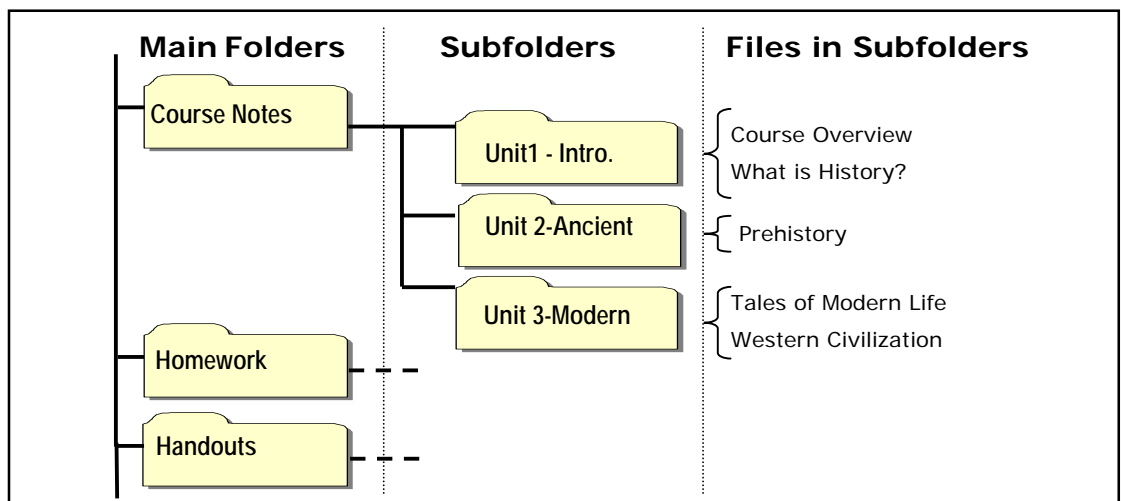 Main Folders
Subfolders
Files in Subfolders
Course Notes
Unit1 - Intro.
Course Overview
What is History?
Unit 2-Ancient
Prehistory
Unit 3-Modern
Tales of Modern Life
Western Civilization
Homework
Handouts